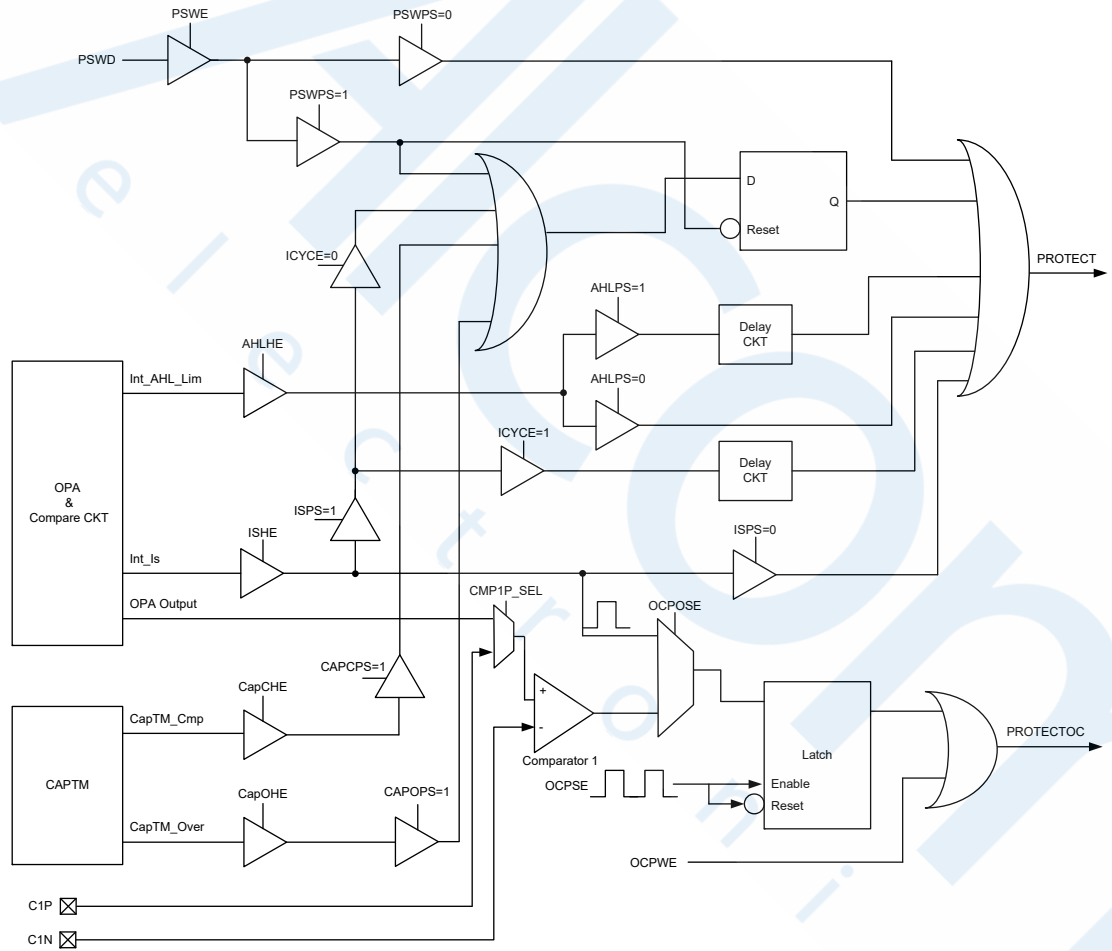 PSWE
PSWPS=0
PSWD
PSWPS=1
D
Q
Reset
ICYCE=0
PROTECT
AHLPS=1
Delay
CKT
AHLHE
Int_AHL_Lim
AHLPS=0
ICYCE=1
Delay
CKT
OPA
&
Compare CKT
ISPS=1
ISHE
Int_Is
ISPS=0
OPA Output
CMP1P_SEL
OCPOSE
CAPCPS=1
CapCHE
CapTM_Cmp
+
-
Comparator 1
PROTECTOC
Latch
CAPTM
OCPSE
Enable
Reset
CapOHE
CAPOPS=1
CapTM_Over
OCPWE
C1P
C1N
e l e c t r o n i